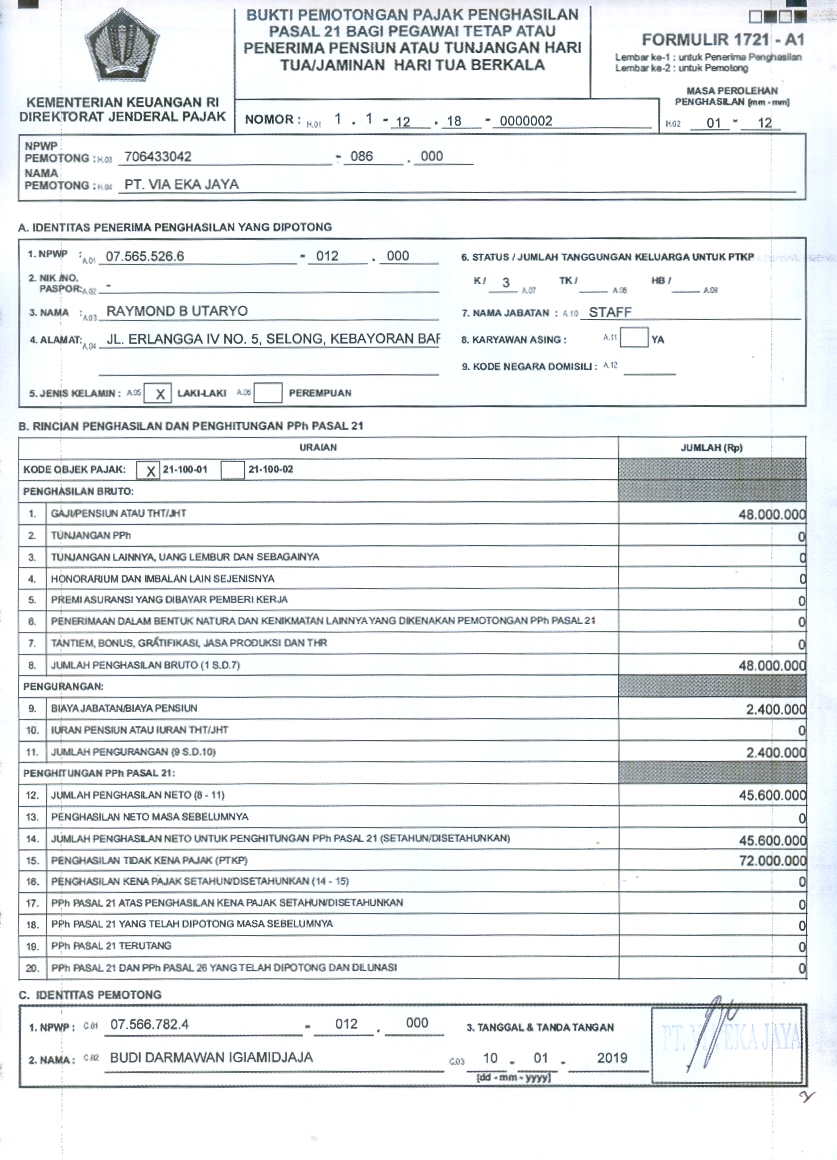 BUKTI PEMOTONGAN PAJAK PENGHASILAN
PASAL 21 BAGI PEGAWAI TETAP ATAU
PENERIMA PENSIUN ATAU TUNJANGAN HARI
TUA/JAMINAN HARI TUA BERKALA
FORMULIR 1721 - A1
Lembar ke-1 : untuk Penerima Penghasilan
Lembar ke-2 : untuk Pemotong
KEMENTERIAN KEUANGAN RI
DIREKTORAT JENDERAL PAJAK
MASA PEROLEHAN
PENGHASILAN [mm - mm]
NOMOR : H.01 1 . 1 - 12 . 18 - 0000002
H.02 01 - 12
NPWP
PEMOTONG : H.03 706433042 - 086 . 000
NAMA
PEMOTONG : H.04 PT. VIA EKA JAYA
A. IDENTITAS PENERIMA PENGHASILAN YANG DIPOTONG
1. NPWP : A.01 07.565.526.6 - 012 . 000
2. NIK /NO.
PASPOR: A.02 -
3. NAMA : A.03 RAYMOND B UTARYO
4. ALAMAT: A.04 JL. ERLANGGA IV NO. 5, SELONG, KEBAYORAN BAR
5. JENIS KELAMIN : A.05 X LAKI-LAKI A.06 PEREMPUAN
6. STATUS / JUMLAH TANGGUNGAN KELUARGA UNTUK PTKP
K / 3 A.07 TK / A.08 HB / A.09
7. NAMA JABATAN : A.10 STAFF
8. KARYAWAN ASING : A.11 YA
9. KODE NEGARA DOMISILI : A.12
B. RINCIAN PENGHASILAN DAN PENGHITUNGAN PPh PASAL 21
URAIAN JUMLAH (Rp)
KODE OBJEK PAJAK: X 21-100-01 21-100-02
PENGHASILAN BRUTO:
1. GAJI/PENSIUN ATAU THT/JHT 48.000.000
2. TUNJANGAN PPh 0
3. TUNJANGAN LAINNYA, UANG LEMBUR DAN SEBAGAINYA 0
4. HONORARIUM DAN IMBALAN LAIN SEJENISNYA 0
5. PREMI ASURANSI YANG DIBAYAR PEMBERI KERJA 0
6. PENERIMAAN DALAM BENTUK NATURA DAN KENIKMATAN LAINNYA YANG DIKENAKAN PEMOTONGAN PPh PASAL 21 0
7. TANTIEM, BONUS, GRATIFIKASI, JASA PRODUKSI DAN THR 0
8. JUMLAH PENGHASILAN BRUTO (1 S.D.7) 48.000.000
PENGURANGAN:
9. BIAYA JABATAN/BIAYA PENSIUN 2.400.000
10. IURAN PENSIUN ATAU IURAN THT/JHT 0
11. JUMLAH PENGURANGAN (9 S.D.10) 2.400.000
PENGHITUNGAN PPh PASAL 21:
12. JUMLAH PENGHASILAN NETO (8 - 11) 45.600.000
13. PENGHASILAN NETO MASA SEBELUMNYA 0
14. JUMLAH PENGHASILAN NETO UNTUK PENGHITUNGAN PPh PASAL 21 (SETAHUN/DISETAHUNKAN) 45.600.000
15. PENGHASILAN TIDAK KENA PAJAK (PTKP) 72.000.000
16. PENGHASILAN KENA PAJAK SETAHUN/DISETAHUNKAN (14 - 15) 0
17. PPh PASAL 21 ATAS PENGHASILAN KENA PAJAK SETAHUN/DISETAHUNKAN 0
18. PPh PASAL 21 YANG TELAH DIPOTONG MASA SEBELUMNYA 0
19. PPh PASAL 21 TERUTANG 0
20. PPh PASAL 21 DAN PPh PASAL 26 YANG TELAH DIPOTONG DAN DILUNASI 0
C. IDENTITAS PEMOTONG
1. NPWP : C.01 07.566.782.4 - 012 . 000
2. NAMA : C.02 BUDI DARMAWAN IGIAMIDJAJA
3. TANGGAL & TANDA TANGAN
C.03 10 - 01 - 2019
[dd - mm - yyyy]
PT. VIA EKA JAYA